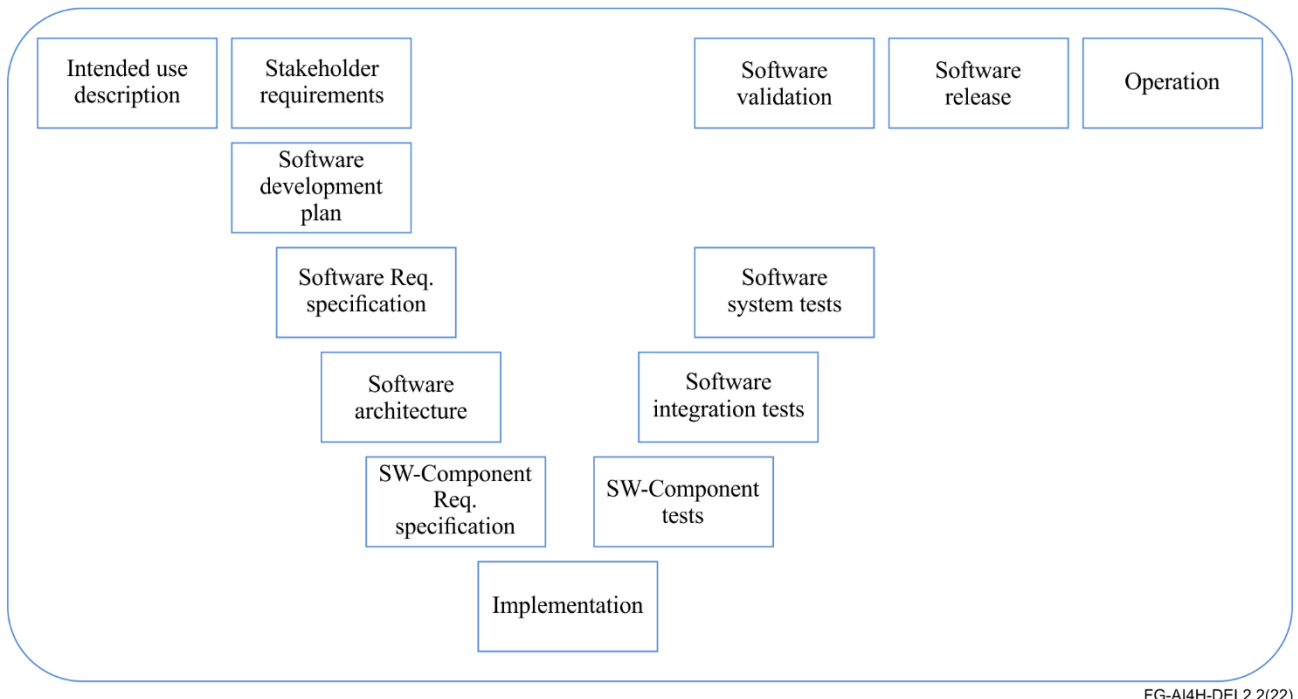 Intended use
description
Stakeholder
requirements
Software
validation
Software
release
Operation
Software
development
plan
Software Req.
specification
Software
system tests
Software
architecture
Software
integration tests
SW-Component
Req.
specification
SW-Component
tests
Implementation
FG-AI4H-DEL2.2(22)